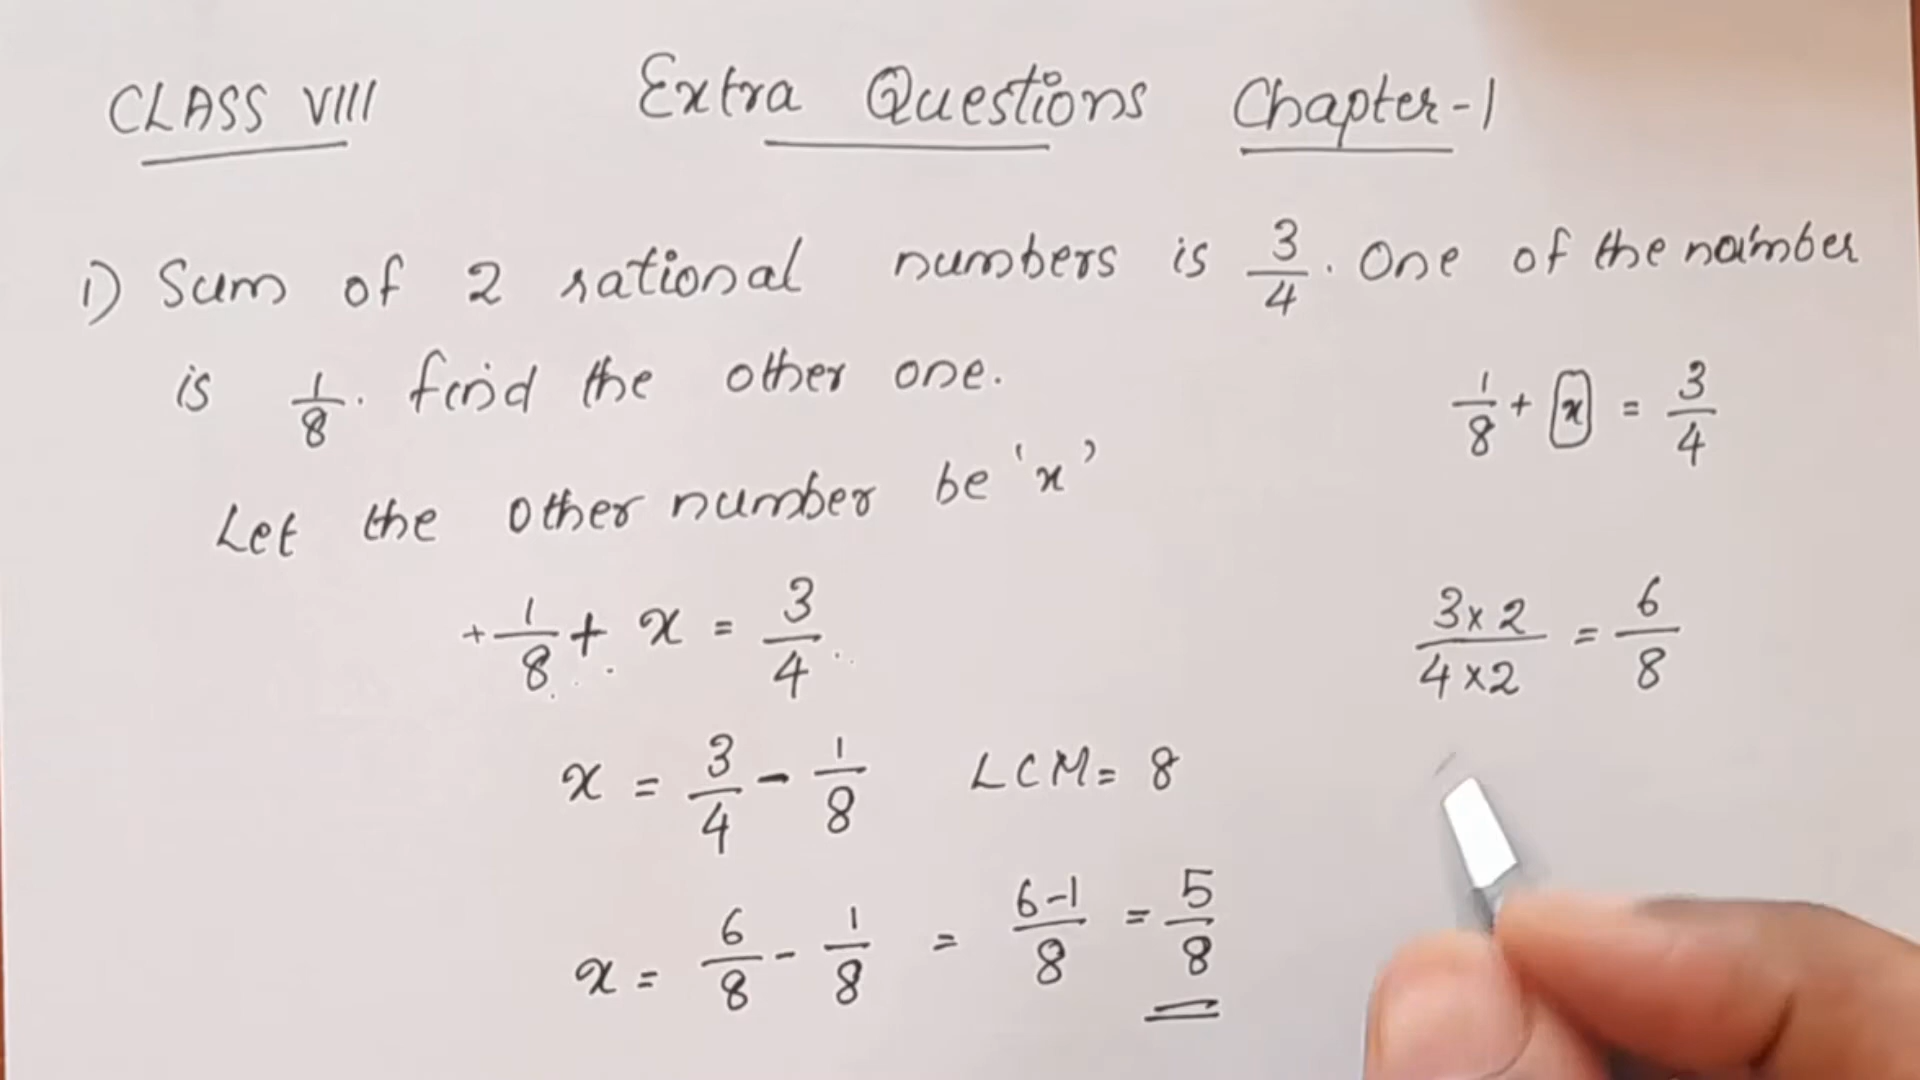 CLASS VIII Extra Questions Chapter-1
1) Sum of 2 rational numbers is 3/4. One of the number
is 1/8. find the other one.
1/8 + x = 3/4
Let the other number be 'x'
+1/8 + x = 3/4
3×2/4×2 = 6/8
x = 3/4 - 1/8 LCM = 8
x = 6/8 - 1/8 = 6-1/8 = 5/8